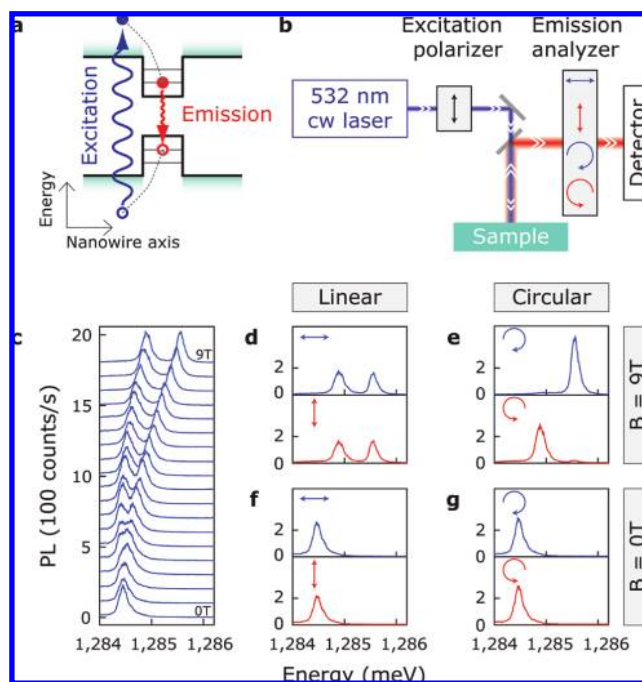 a
Excitation
Emission
Energy
Nanowire axis
b
Excitation
polarizer
Emission
analyzer
532 nm
cw laser
Detector
Sample
Linear
Circular
c
20
15
10
5
0
PL (100 counts/s)
9T
0T
1,284
1,285
1,286
d
2
0
2
0
e
2
0
2
0
B = 9T
f
2
0
2
0
1,284
1,285
1,286
g
2
0
2
0
1,284
1,285
1,286
B = 0T
Energy (meV)